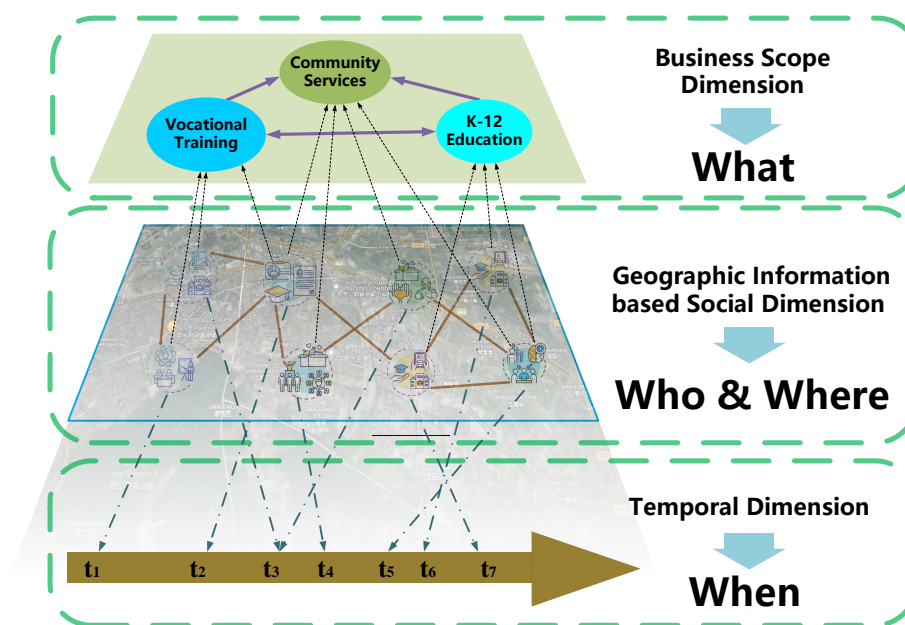 Community
Services
Vocational
Training
K-12
Education
Business Scope
Dimension
What
Geographic Information
based Social Dimension
Who & Where
Temporal Dimension
When
t1
t2
t3
t4
t5
t6
t7